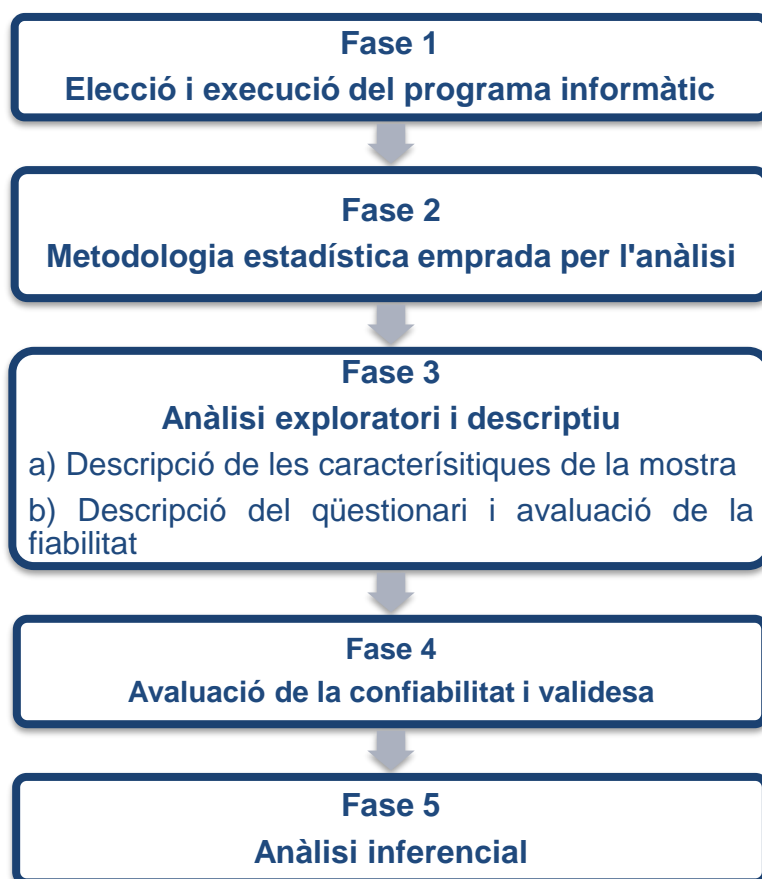 Fase 1
Elecció i execució del programa informàtic
Fase 2
Metodologia estadística emprada per l'anàlisi
Fase 3
Anàlisi exploratori i descriptiu
a) Descripció de les caracterísitiques de la mostra
b) Descripció del qüestionari i avaluació de la
fiabilitat
Fase 4
Avaluació de la confiabilitat i validesa
Fase 5
Anàlisi inferencial